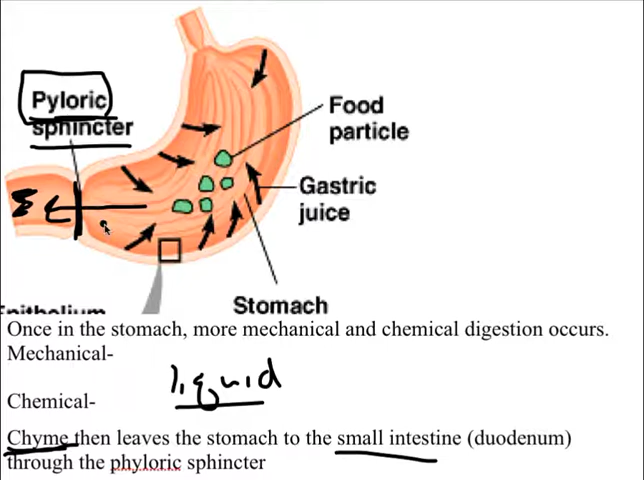 Pyloric
sphincter
Food
particle
Gastric
juice
Epithelium
Stomach
Once in the stomach, more mechanical and chemical digestion occurs.
Mechanical-
liquid
Chemical-
Chyme then leaves the stomach to the small intestine (duodenum)
through the phyloric sphincter